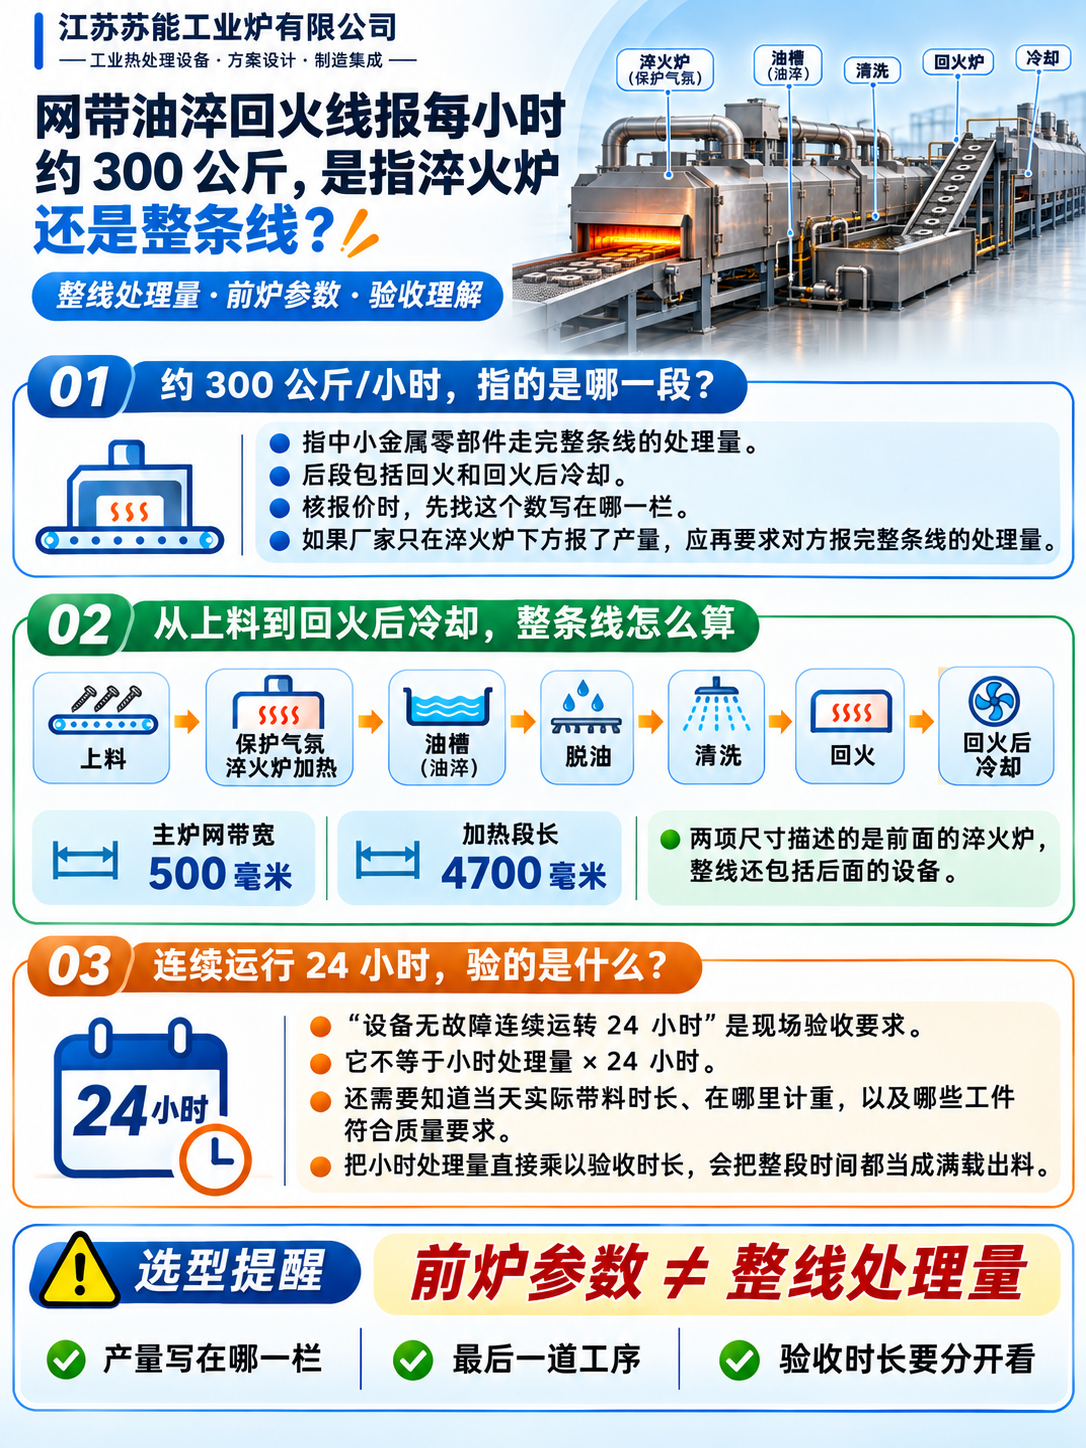 江苏苏能工业炉有限公司
工业热处理设备 · 方案设计 · 制造集成
网带油淬回火线报每小时
约 300 公斤，是指淬火炉
还是整条线？
整线处理量 · 前炉参数 · 验收理解
淬火炉
（保护气氛）
油槽
（油淬）
清洗
回火炉
冷却
01 约 300 公斤/小时，指的是哪一段？
指中小金属零部件走完整条线的处理量。
后段包括回火和回火后冷却。
核报价时，先找这个数写在哪一栏。
如果厂家只在淬火炉下方报了产量，应再要求对方报完整条线的处理量。
02 从上料到回火后冷却，整条线怎么算
上料
保护气氛
淬火炉加热
油槽
（油淬）
脱油
清洗
回火
回火后
冷却
主炉网带宽
500 毫米
加热段长
4700 毫米
两项尺寸描述的是前面的淬火炉，
整线还包括后面的设备。
03 连续运行 24 小时，验的是什么？
24小时
“设备无故障连续运转 24 小时”是现场验收要求。
它不等于小时处理量 × 24 小时。
还需要知道当天实际带料时长、在哪里计重，以及哪些工件
符合质量要求。
把小时处理量直接乘以验收时长，会把整段时间都当成满载出料。
选型提醒
前炉参数 ≠ 整线处理量
产量写在哪一栏
最后一道工序
验收时长要分开看